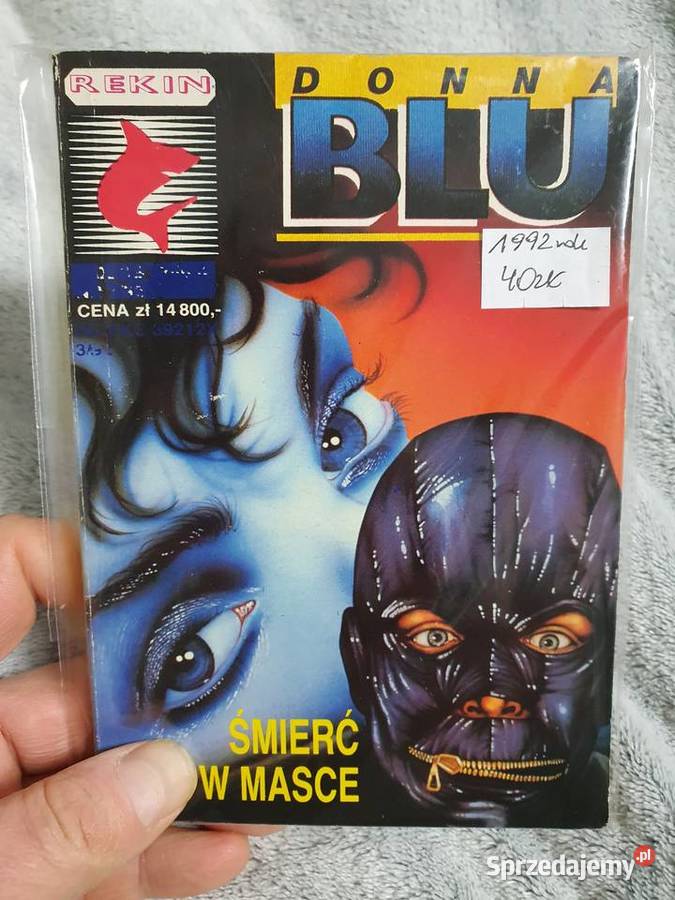 REKIN
DONNA
BLU
1992 rok
40zł
CENA zł 14 800,-
ŚMIERĆ
W MASCE
Sprzedajemy.pl